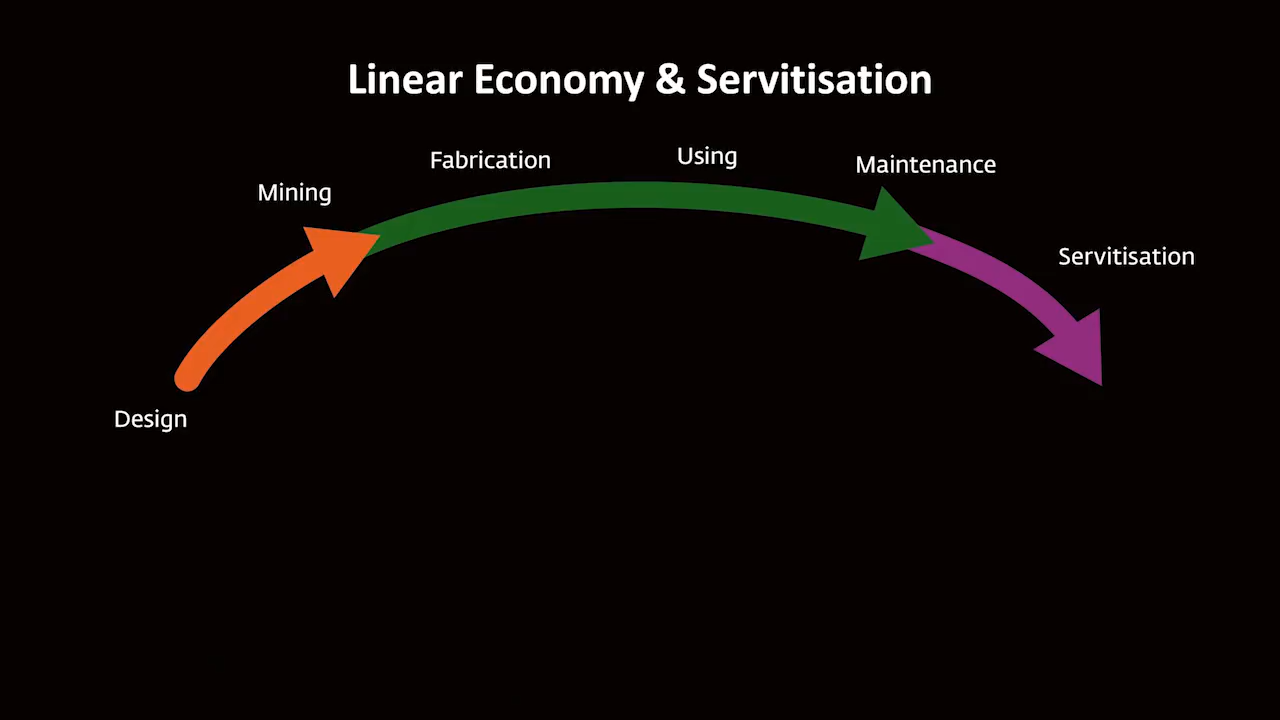 Linear Economy & Servitisation
Design
Mining
Fabrication
Using
Maintenance
Servitisation